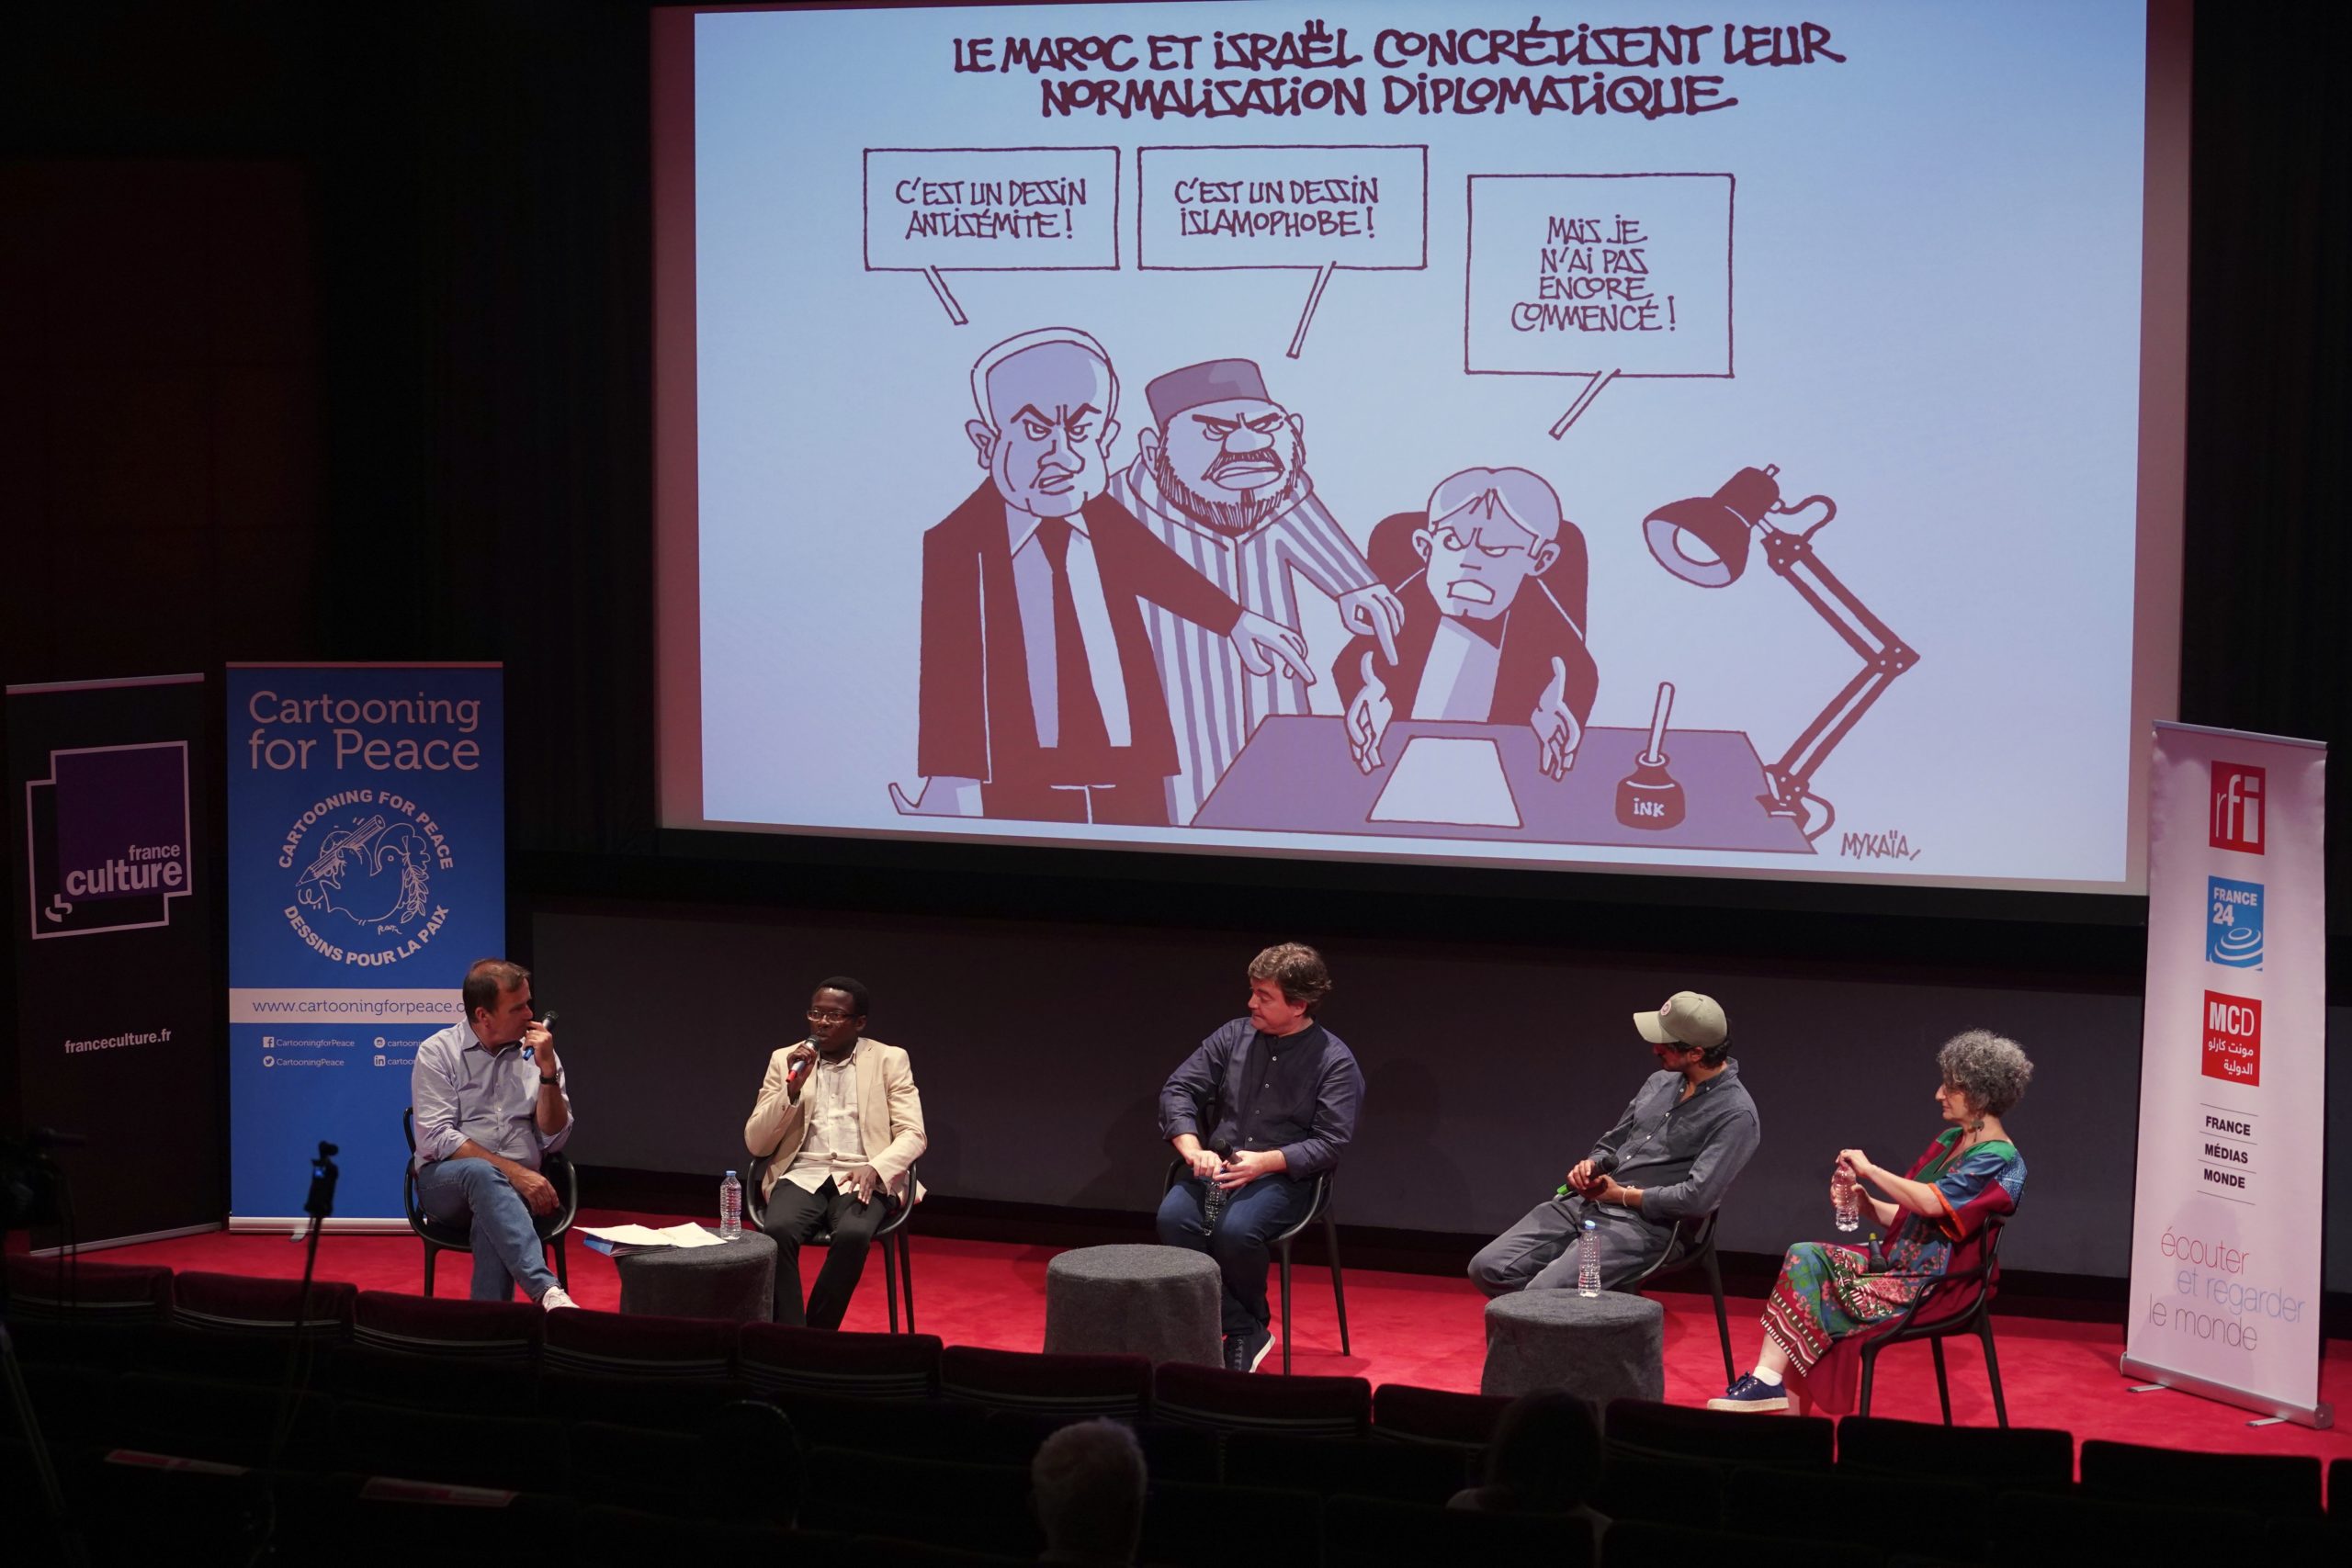 LE MAROC ET ISRAËL CONCRÉTISENT LEUR
NORMALISATION DIPLOMATIQUE
C'EST UN DESSIN
ANTISÉMITE !
C'EST UN DESSIN
ISLAMOPHOBE !
MAIS JE
N'AI PAS
ENCORE
COMMENCÉ !
INK
MYKAÏA
france
culture
franceculture.fr
Cartooning
for Peace
CARTOONING FOR PEACE
DESSINS POUR LA PAIX
www.cartooningforpeace.o
CartooningforPeace
cartoon
CartooningPeace
cartoo
rfi
FRANCE
24
MCD
مونت كارلو
الدولية
FRANCE
MÉDIAS
MONDE
écouter
et regarder
le monde